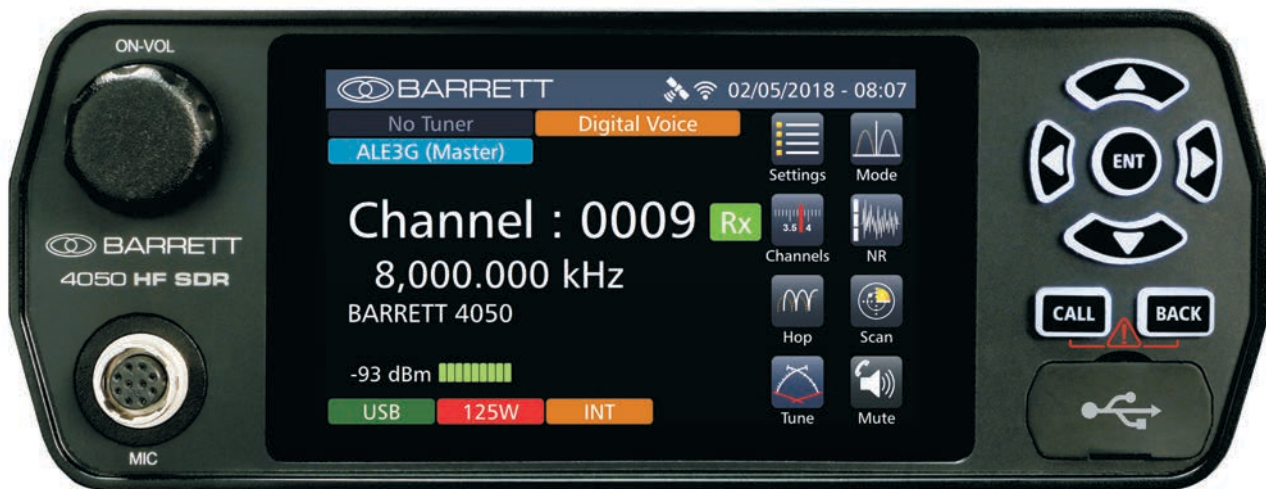 ON-VOL
BARRETT
4050 HF SDR
MIC
BARRETT 02/05/2018 - 08:07
No Tuner Digital Voice
ALE3G (Master)
Channel : 0009 Rx
8,000.000 kHz
BARRETT 4050
-93 dBm
USB 125W INT
Settings Mode
3.5 4
Channels NR
Hop Scan
Tune Mute
ENT
CALL BACK